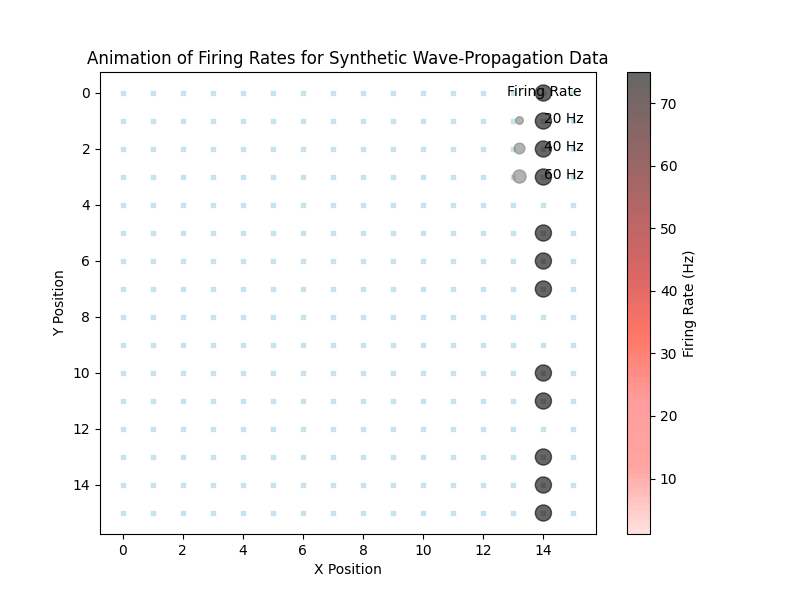 Animation of Firing Rates for Synthetic Wave-Propagation Data
Firing Rate
20 Hz
40 Hz
60 Hz
0
2
4
6
8
10
12
14
Y Position
0
2
4
6
8
10
12
14
X Position
70
60
50
40
30
20
10
Firing Rate (Hz)